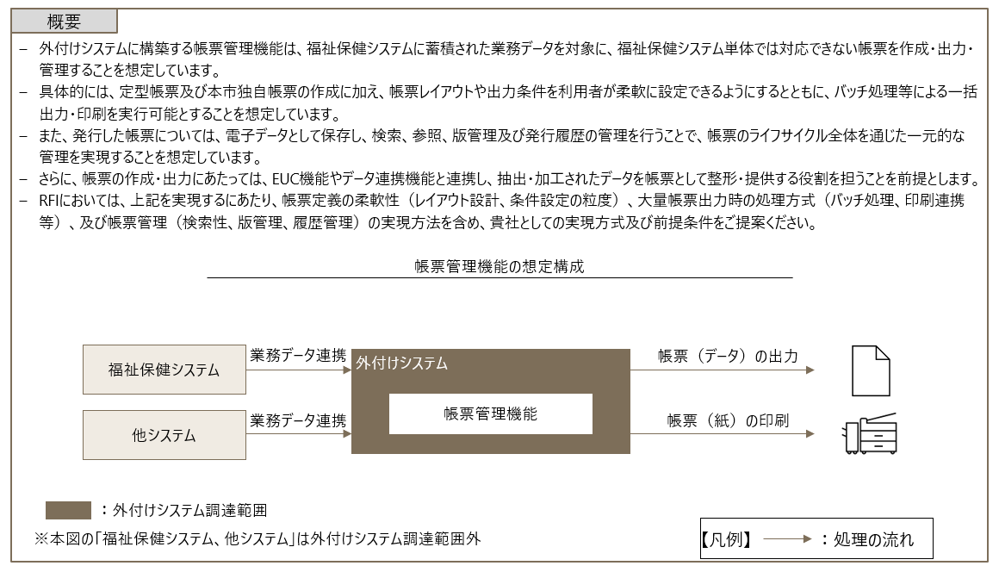 概要
– 外付けシステムに構築する帳票管理機能は、福祉保健システムに蓄積された業務データを対象に、福祉保健システム単体では対応できない帳票を作成・出力・
管理することを想定しています。
– 具体的には、定型帳票及び本市独自帳票の作成に加え、帳票レイアウトや出力条件を利用者が柔軟に設定できるようにするとともに、バッチ処理等による一括
出力・印刷を実行可能とすることを想定しています。
– また、発行した帳票については、電子データとして保存し、検索、参照、版管理及び発行履歴の管理を行うことで、帳票のライフサイクル全体を通じた一元的な
管理を実現することを想定しています。
– さらに、帳票の作成・出力にあたっては、EUC機能やデータ連携機能と連携し、抽出・加工されたデータを帳票として整形・提供する役割を担うことを前提とします。
– RFIにおいては、上記を実現するにあたり、帳票定義の柔軟性（レイアウト設計、条件設定の粒度）、大量帳票出力時の処理方式（バッチ処理、印刷連携
等）、及び帳票管理（検索性、版管理、履歴管理）の実現方法を含め、貴社としての実現方式及び前提条件をご提案ください。
帳票管理機能の想定構成
福祉保健システム
業務データ連携
外付けシステム
帳票（データ）の出力
帳票管理機能
他システム
業務データ連携
帳票（紙）の印刷
：外付けシステム調達範囲
※本図の「福祉保健システム、他システム」は外付けシステム調達範囲外
【凡例】 ：処理の流れ